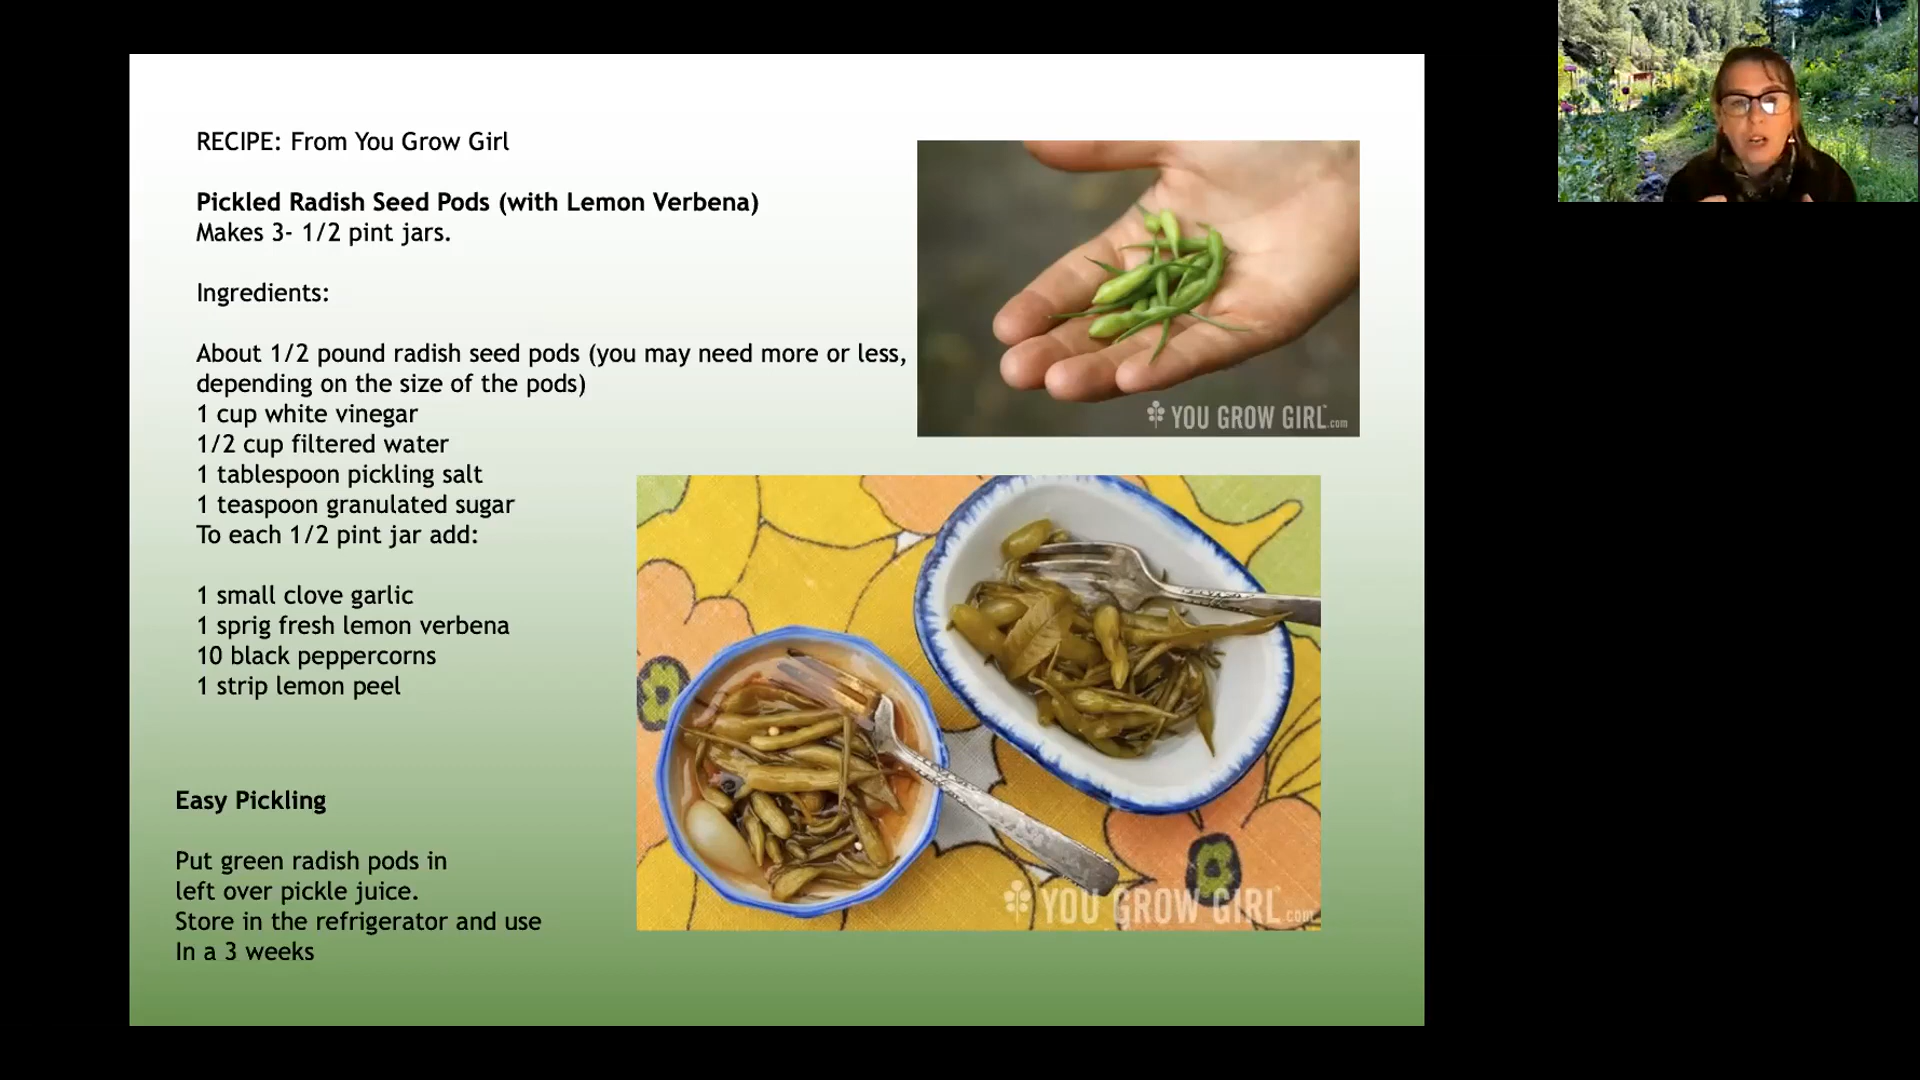 RECIPE: From You Grow Girl
Pickled Radish Seed Pods (with Lemon Verbena)
Makes 3- 1/2 pint jars.
Ingredients:
About 1/2 pound radish seed pods (you may need more or less,
depending on the size of the pods)
1 cup white vinegar
1/2 cup filtered water
1 tablespoon pickling salt
1 teaspoon granulated sugar
To each 1/2 pint jar add:
1 small clove garlic
1 sprig fresh lemon verbena
10 black peppercorns
1 strip lemon peel
Easy Pickling
Put green radish pods in
left over pickle juice.
Store in the refrigerator and use
In a 3 weeks
YOU GROW GIRL™.com
YOU GROW GIRL™.com